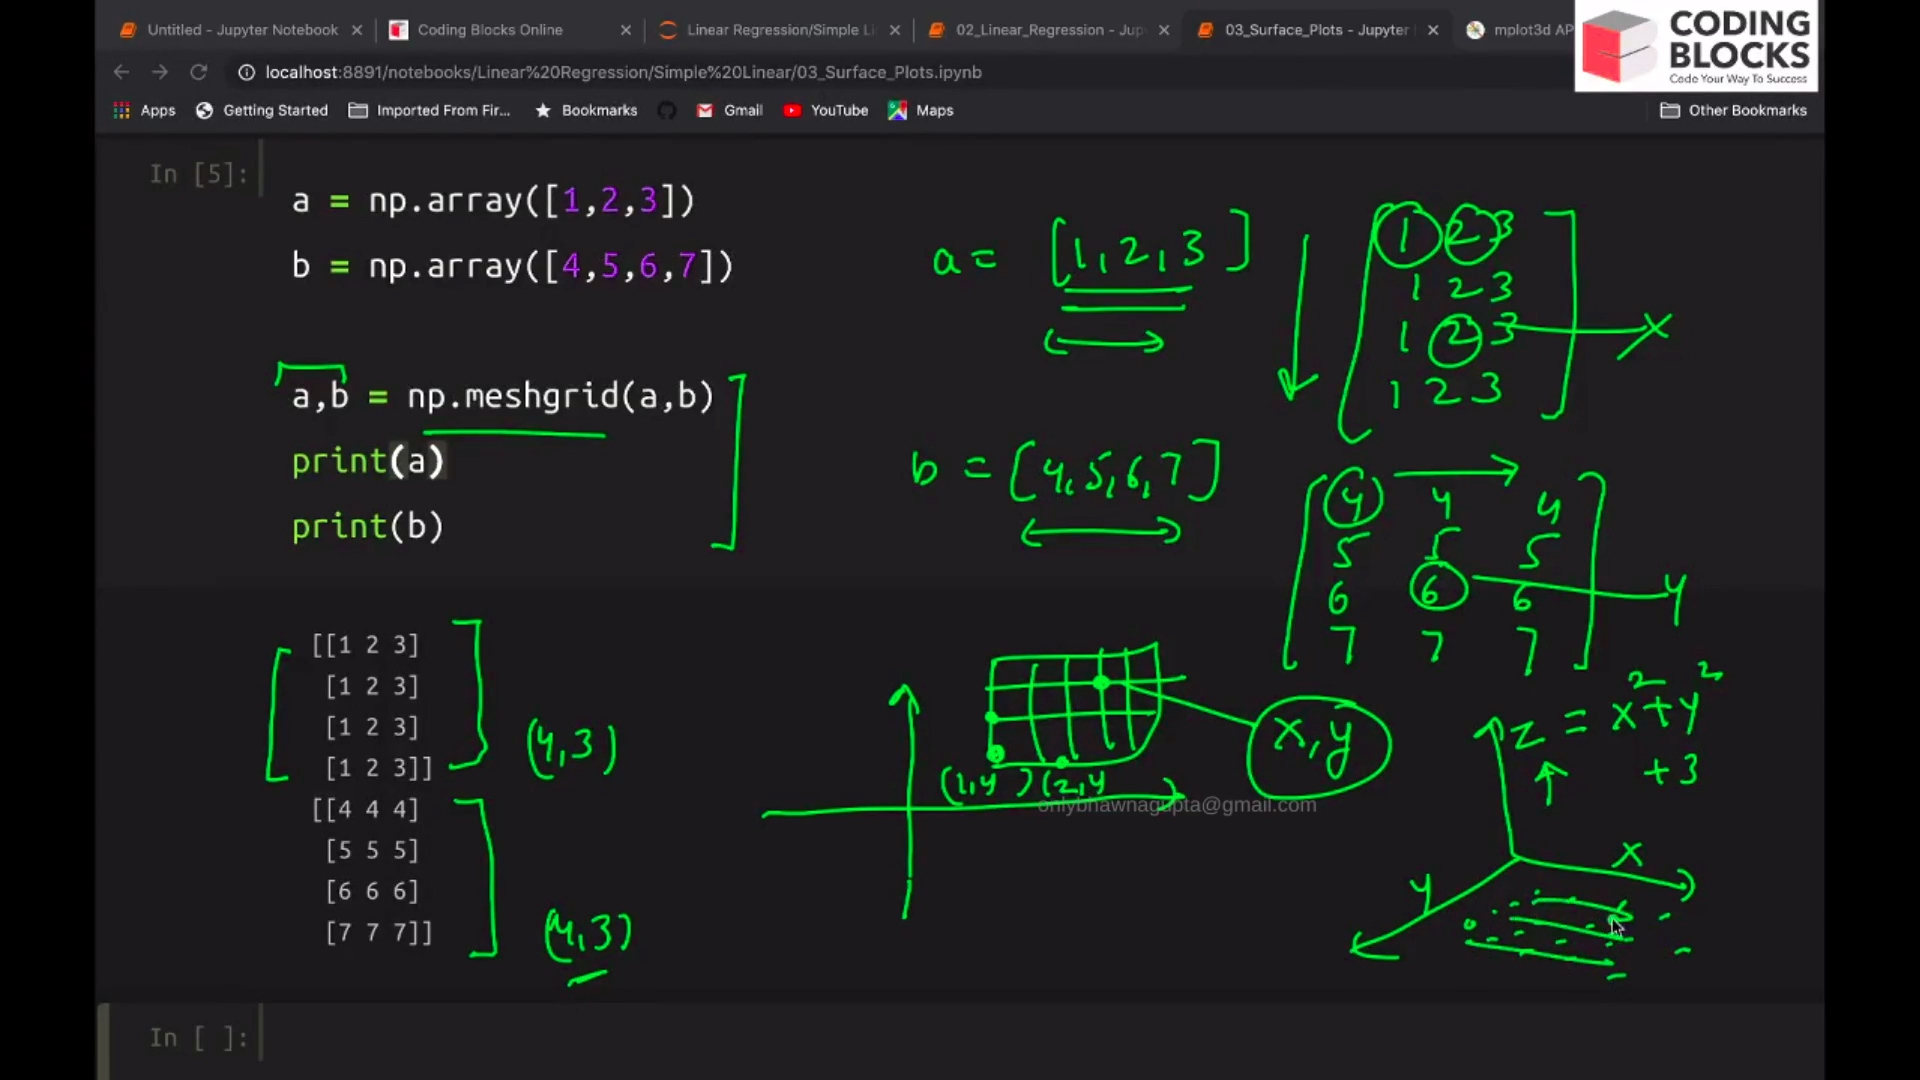 Untitled - Jupyter Notebook
Coding Blocks Online
Linear Regression/Simple Li
02_Linear_Regression - Jup
03_Surface_Plots - Jupyter
mplot3d AP
CODING
BLOCKS
Code Your Way To Success
localhost:8891/notebooks/Linear%20Regression/Simple%20Linear/03_Surface_Plots.ipynb
Apps
Getting Started
Imported From Fir...
Bookmarks
Gmail
YouTube
Maps
Other Bookmarks
In [5]:
a = np.array([1,2,3])
b = np.array([4,5,6,7])
a,b = np.meshgrid(a,b)
print(a)
print(b)
a = [1,2,3]
1 2 3
1 2 3
1 2 3
1 2 3
x
b = [4,5,6,7]
4 4 4
5 5 5
6 6 6
7 7 7
y
[[1 2 3]
[1 2 3]
[1 2 3]
[1 2 3]]
(4,3)
[[4 4 4]
[5 5 5]
[6 6 6]
[7 7 7]]
(4,3)
(1,4) (2,4
x,y
onlybhawnagupta@gmail.com
z = x² + y²
+3
x
y
In [ ]: